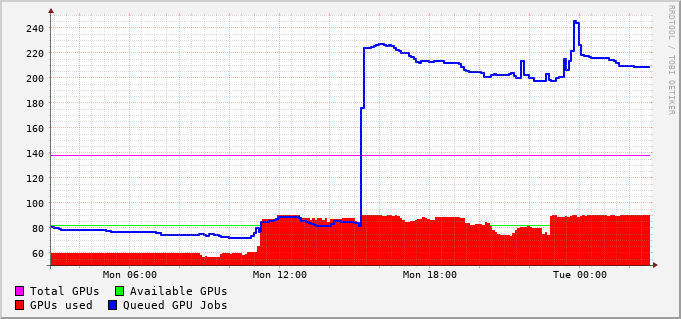 RRDTOOL / TOBI OETIKER
240
220
200
180
160
140
120
100
80
60
Mon 06:00 Mon 12:00 Mon 18:00 Tue 00:00
Total GPUs Available GPUs
GPUs used Queued GPU Jobs